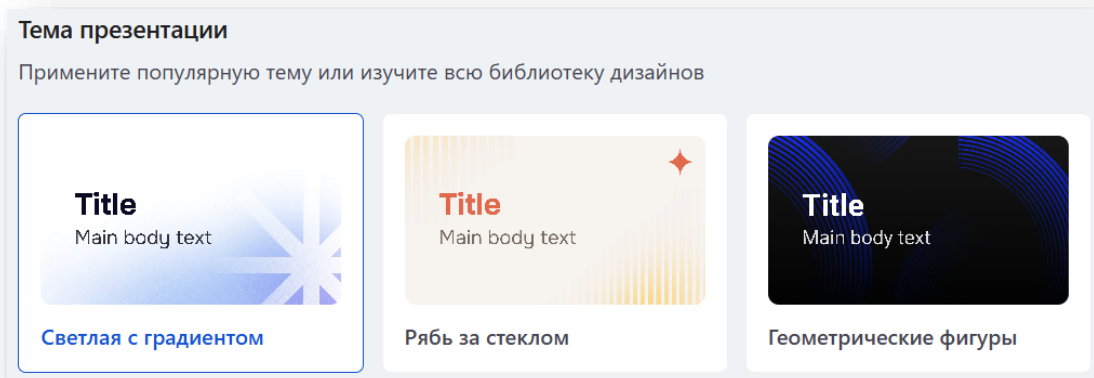 Тема презентации
Примените популярную тему или изучите всю библиотеку дизайнов
Title
Main body text
Светлая с градиентом
Title
Main body text
Рябь за стеклом
Title
Main body text
Геометрические фигуры